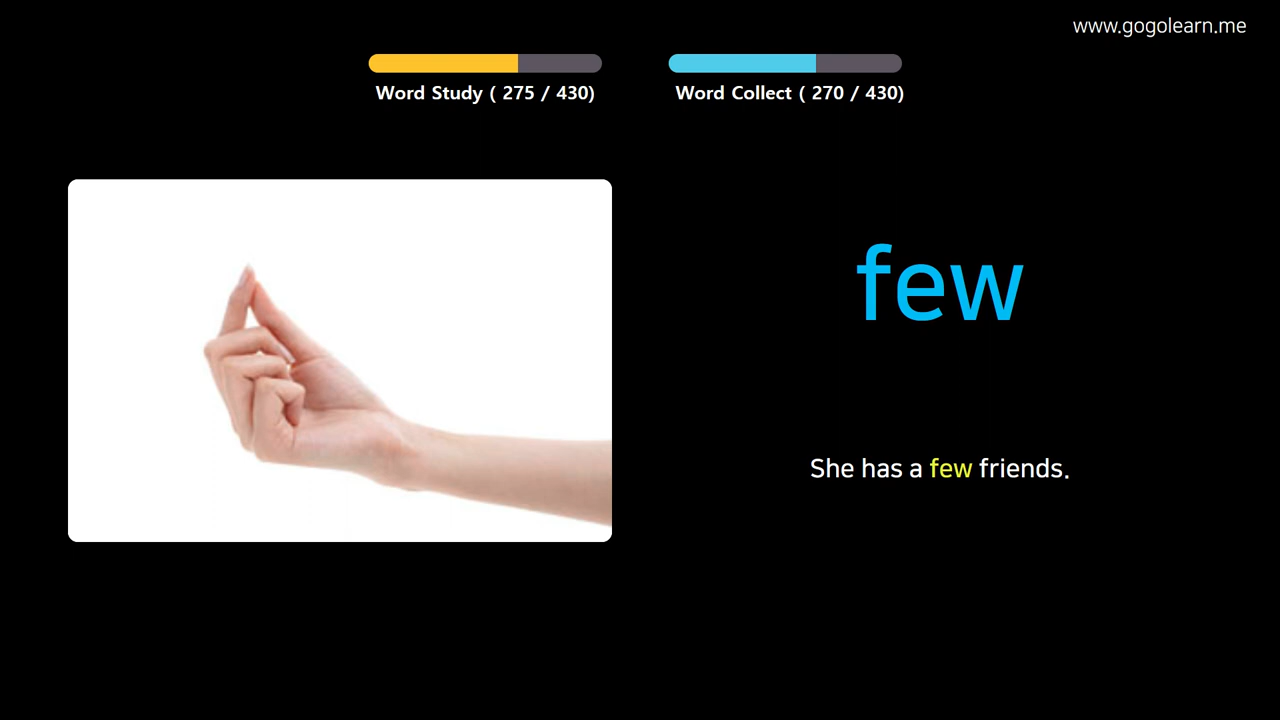 www.gogolearn.me
Word Study ( 275 / 430)
Word Collect ( 270 / 430)
few
She has a few friends.